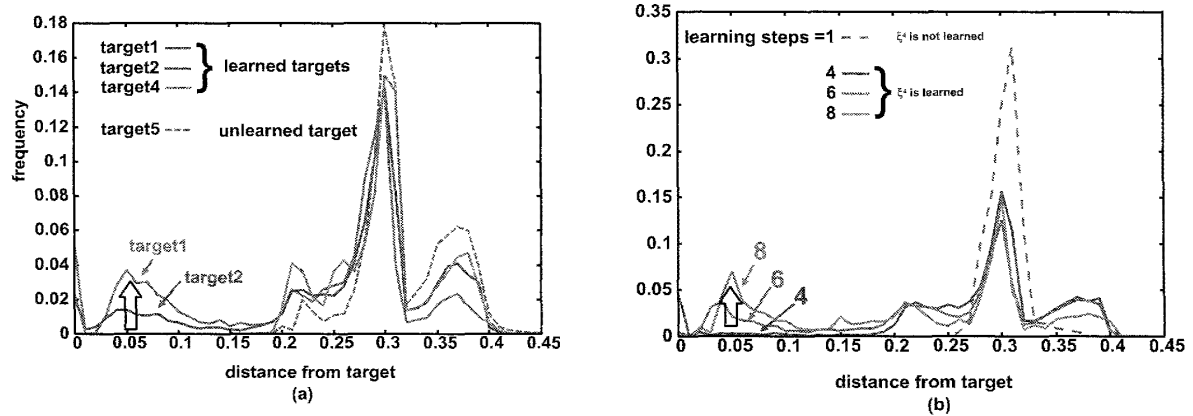 0.18
0.16
0.14
0.12
0.10
0.08
0.06
0.04
0.02
0
frequency
target1
target2
target4
learned targets
target5
unlearned target
target1
target2
0 0.05 0.1 0.15 0.2 0.25 0.3 0.35 0.4 0.45
distance from target
(a)
0.35
0.3
0.25
0.2
0.15
0.1
0.05
0
learning steps =1
ξ⁴ is not learned
4
6
8
ξ⁴ is learned
8
6
4
0 0.05 0.1 0.15 0.2 0.25 0.3 0.35 0.4 0.45
distance from target
(b)